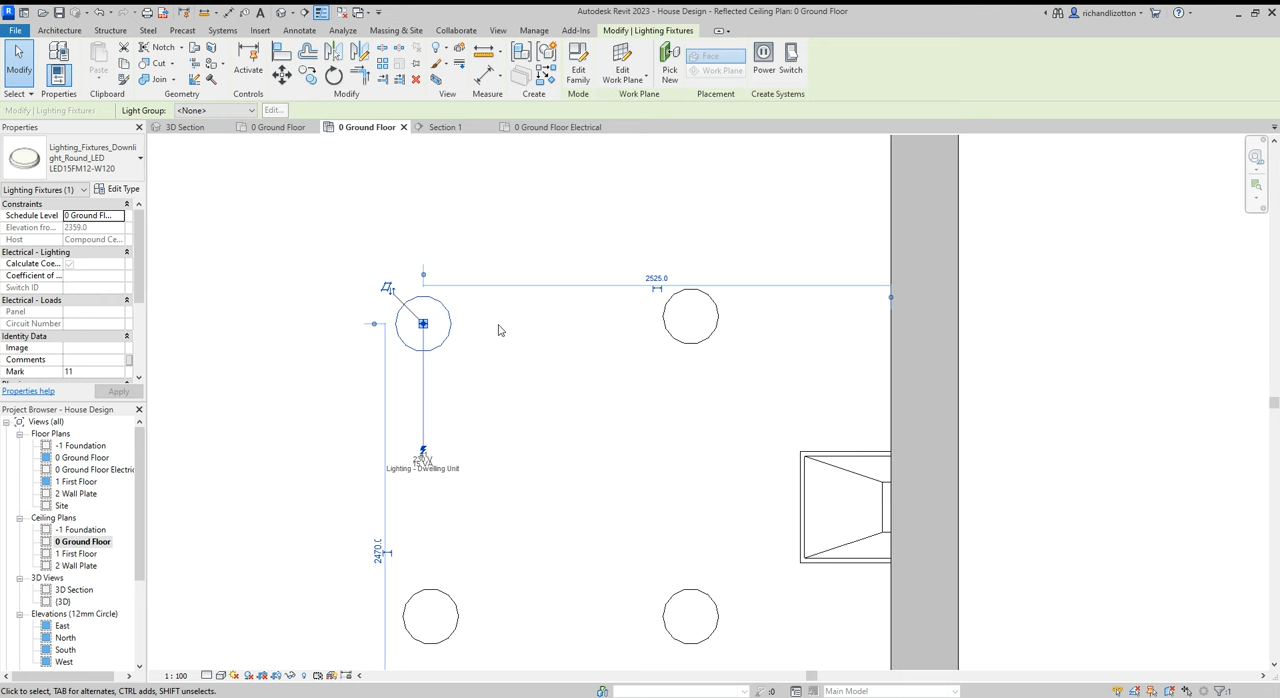 Autodesk Revit 2023 - House Design - Reflected Ceiling Plan: 0 Ground Floor
richandlizotton
File
Architecture
Structure
Steel
Precast
Systems
Insert
Annotate
Analyze
Massing & Site
Collaborate
View
Manage
Add-Ins
Modify | Lighting Fixtures
Modify
Paste
Notch
Cut
Join
Activate
Edit Family
Edit Work Plane
Pick New
Face
Work Plane
Power
Switch
Select
Properties
Clipboard
Geometry
Controls
Modify
View
Measure
Create
Mode
Work Plane
Placement
Create Systems
Modify | Lighting Fixtures
Light Group:
<None>
Edit...
Properties
3D Section
0 Ground Floor
0 Ground Floor
Section 1
0 Ground Floor Electrical
Lighting_Fixtures_Downli
ght_Round_LED
LED15FM12-W120
Lighting Fixtures (1)
Edit Type
Constraints
Schedule Level 0 Ground Fl...
Elevation fro... 2359.0
Host Compound Ce...
Electrical - Lighting
Calculate Coe...
Coefficient of ...
Switch ID
Electrical - Loads
Panel
Circuit Number
Identity Data
Image
Comments
Mark 11
Properties help
Apply
Project Browser - House Design
Views (all)
Floor Plans
-1 Foundation
0 Ground Floor
0 Ground Floor Electric
1 First Floor
2 Wall Plate
Site
Ceiling Plans
-1 Foundation
0 Ground Floor
1 First Floor
2 Wall Plate
3D Views
3D Section
{3D}
Elevations (12mm Circle)
East
North
South
West
2525.0
2470.0
Lighting - Dwelling Unit
1 : 100
Click to select, TAB for alternates, CTRL adds, SHIFT unselects.
:0
Main Model
:1